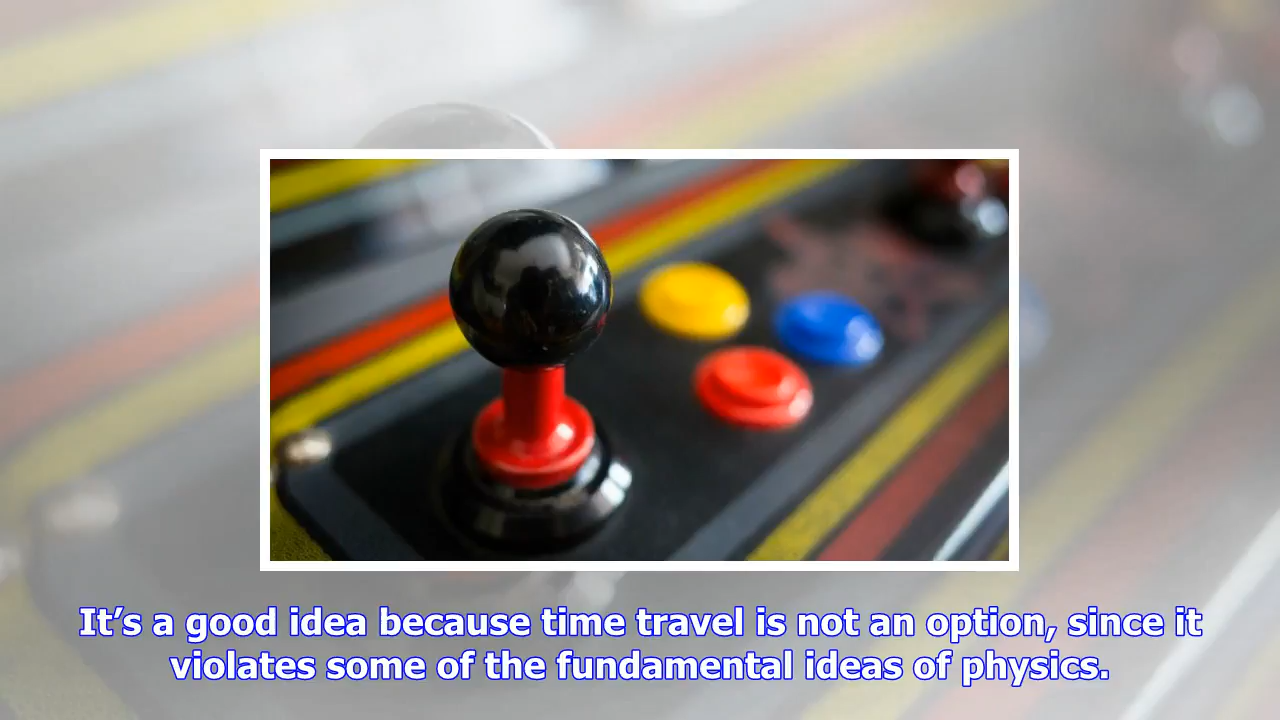 It’s a good idea because time travel is not an option, since it
violates some of the fundamental ideas of physics.